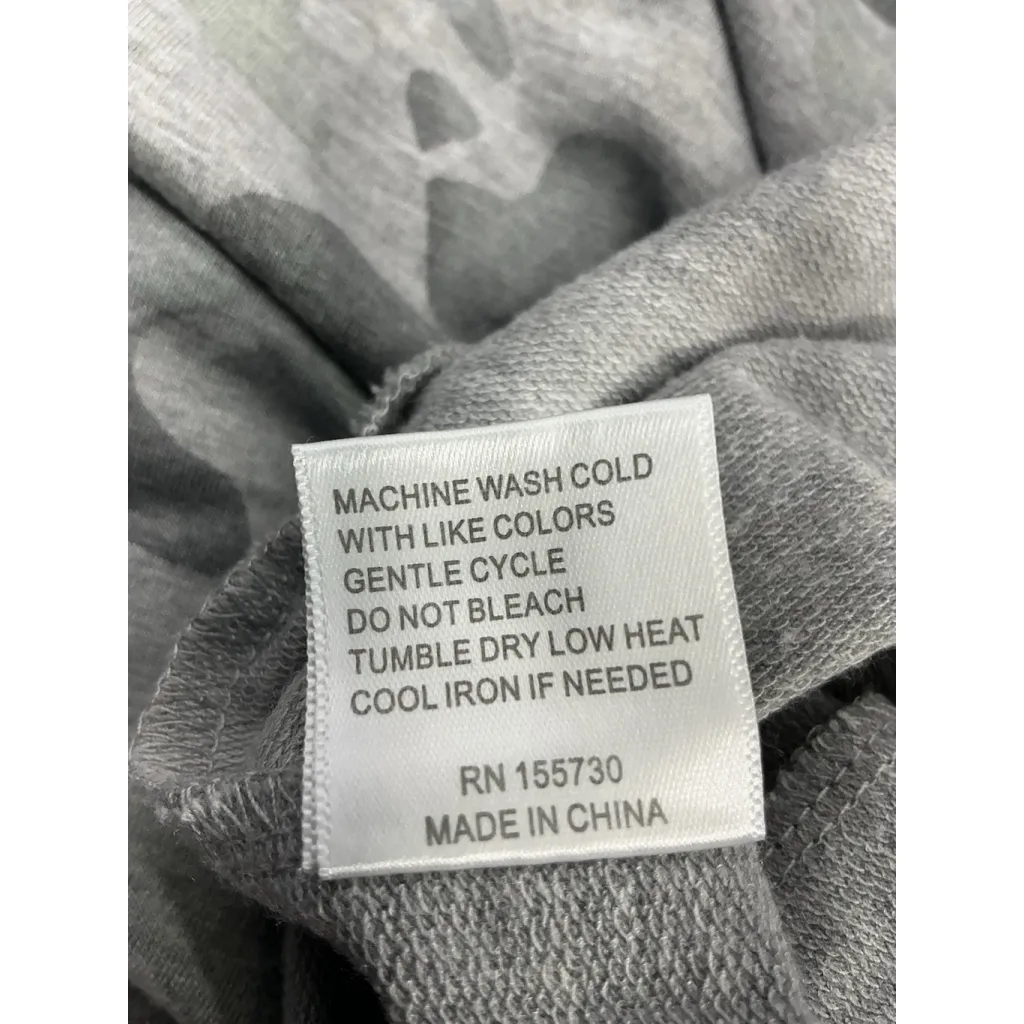 MACHINE WASH COLD
WITH LIKE COLORS
GENTLE CYCLE
DO NOT BLEACH
TUMBLE DRY LOW HEAT
COOL IRON IF NEEDED
RN 155730
MADE IN CHINA